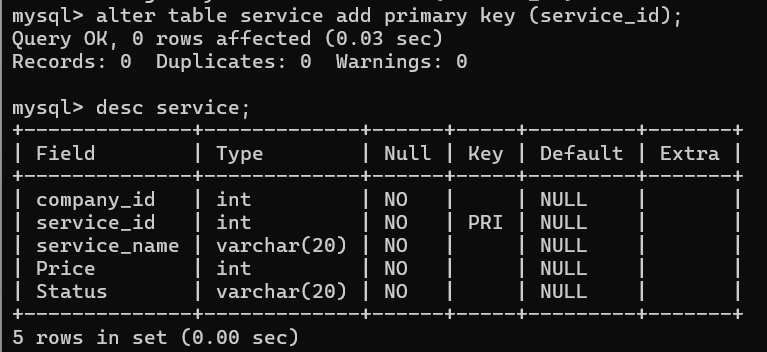 mysql> alter table service add primary key (service_id);
Query OK, 0 rows affected (0.03 sec)
Records: 0  Duplicates: 0  Warnings: 0

mysql> desc service;
+--------------+-------------+------+-----+---------+-------+
| Field        | Type        | Null | Key | Default | Extra |
+--------------+-------------+------+-----+---------+-------+
| company_id   | int         | NO   |     | NULL    |       |
| service_id   | int         | NO   | PRI | NULL    |       |
| service_name | varchar(20) | NO   |     | NULL    |       |
| Price        | int         | NO   |     | NULL    |       |
| Status       | varchar(20) | NO   |     | NULL    |       |
+--------------+-------------+------+-----+---------+-------+
5 rows in set (0.00 sec)